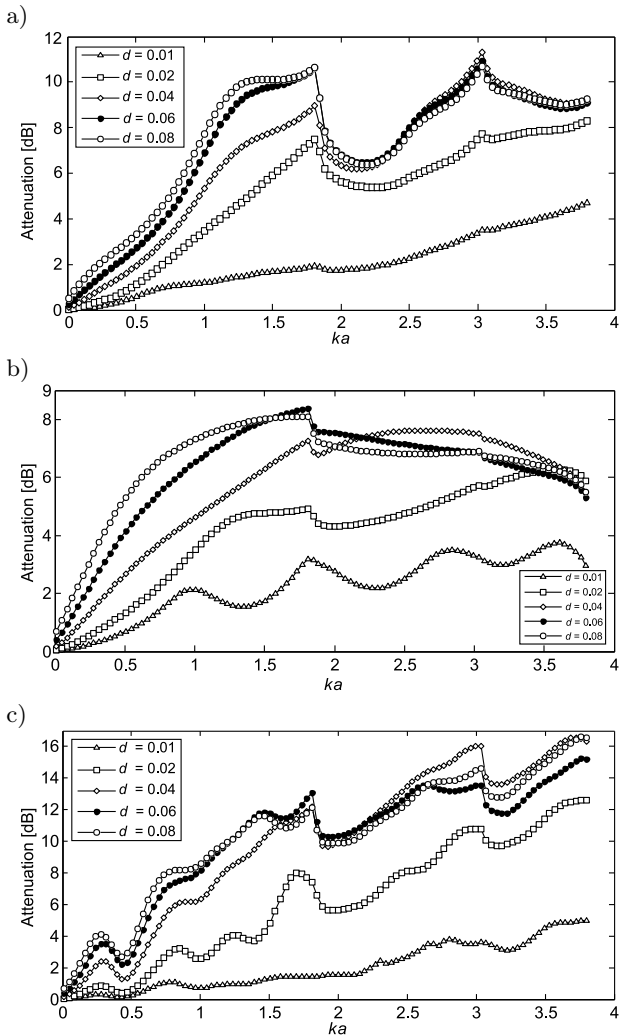 a)
12
10
8
6
4
2
0
Attenuation [dB]
d = 0.01
d = 0.02
d = 0.04
d = 0.06
d = 0.08
0 0.5 1 1.5 2 2.5 3 3.5 4
ka
b)
9
8
6
4
2
0
Attenuation [dB]
d = 0.01
d = 0.02
d = 0.04
d = 0.06
d = 0.08
0 0.5 1 1.5 2 2.5 3 3.5 4
ka
c)
16
14
12
10
8
6
4
2
0
Attenuation [dB]
d = 0.01
d = 0.02
d = 0.04
d = 0.06
d = 0.08
0 0.5 1 1.5 2 2.5 3 3.5 4
ka